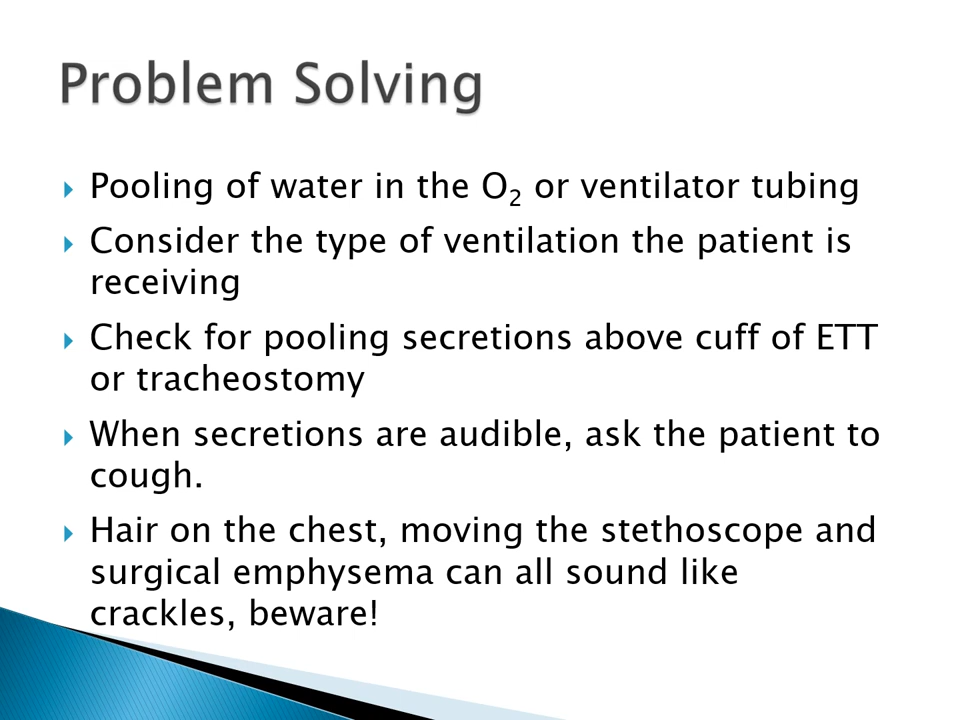 Problem Solving
Pooling of water in the O₂ or ventilator tubing
Consider the type of ventilation the patient is
receiving
Check for pooling secretions above cuff of ETT
or tracheostomy
When secretions are audible, ask the patient to
cough.
Hair on the chest, moving the stethoscope and
surgical emphysema can all sound like
crackles, beware!